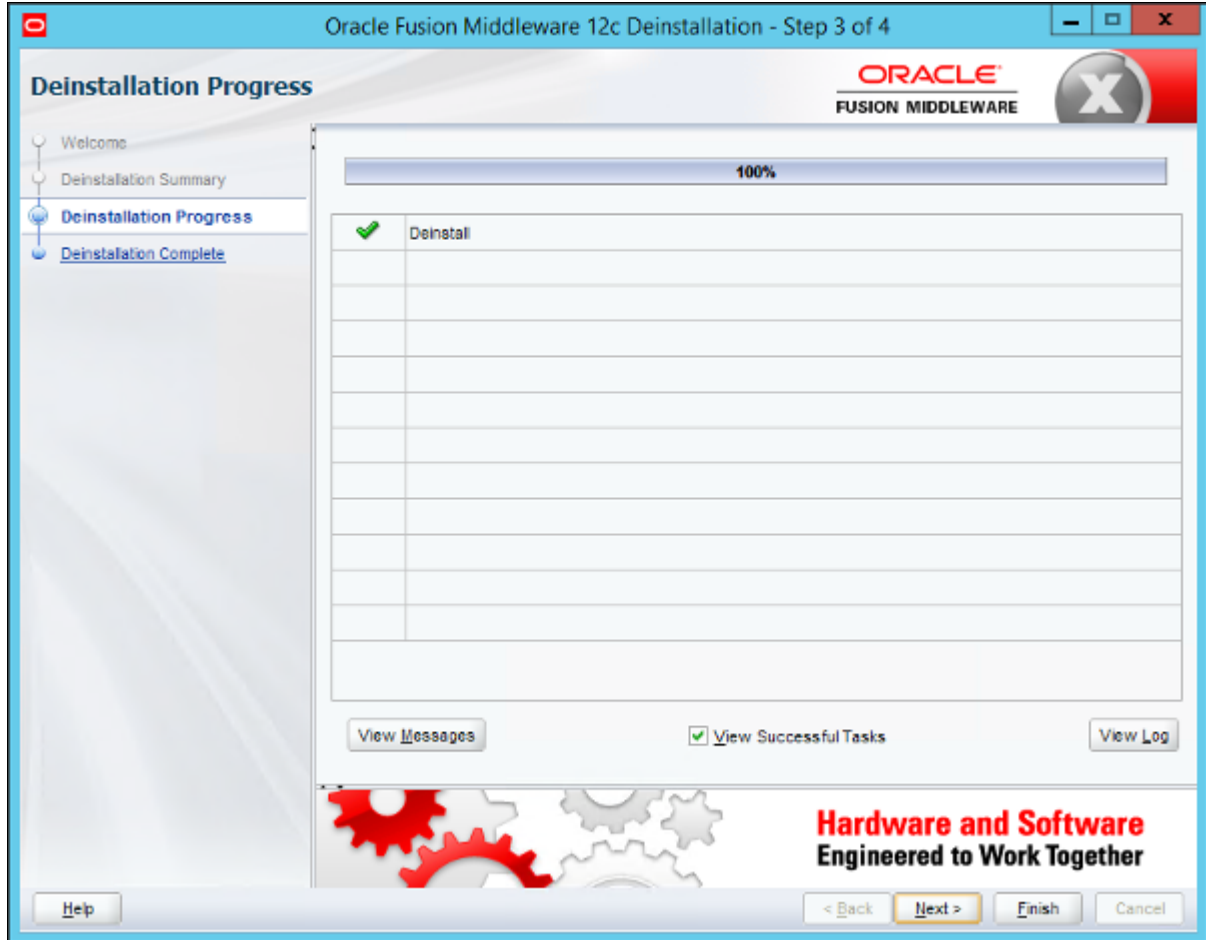 Oracle Fusion Middleware 12c Deinstallation - Step 3 of 4
Deinstallation Progress
ORACLE
FUSION MIDDLEWARE
Welcome
Deinstallation Summary
Deinstallation Progress
Deinstallation Complete
100%
Deinstall
View Messages
View Successful Tasks
View Log
Hardware and Software
Engineered to Work Together
Help
< Back
Next >
Finish
Cancel